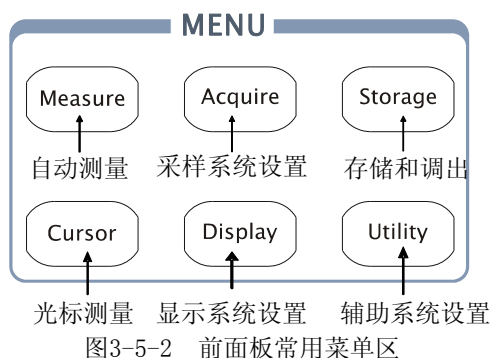 MENU
Measure Acquire Storage
自动测量 采样系统设置 存储和调出
Cursor Display Utility
光标测量 显示系统设置 辅助系统设置
图3-5-2 前面板常用菜单区